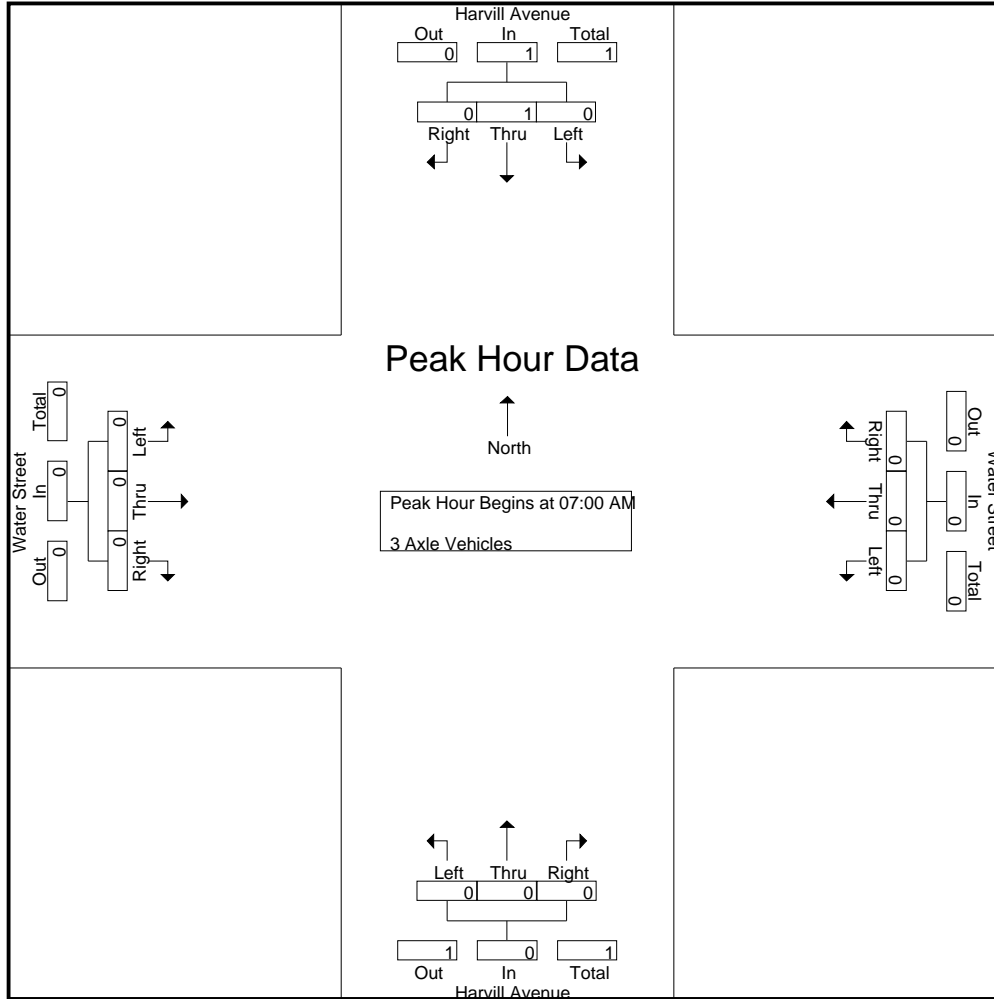 Harvill Avenue
Out In Total
0 1 1
0 1 0
Right Thru Left
Peak Hour Data
North
Peak Hour Begins at 07:00 AM
3 Axle Vehicles
Water Street
Total In Out
0 0 0
0 0 0
Left Thru Right
Water Street
Out In Total
0 0 0
0 0 0
Right Thru Left
Left Thru Right
0 0 0
1 0 1
Out In Total
Harvill Avenue